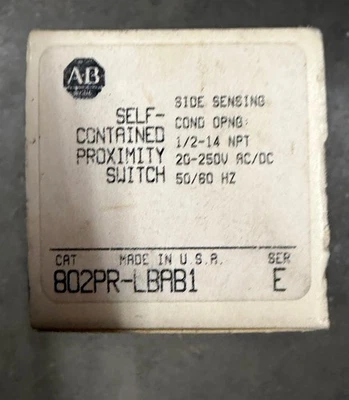 AB
SELF-
CONTAINED
PROXIMITY
SWITCH
SIDE SENSING
COND OPNG:
1/2-14 NPT
20-250V AC/DC
50/60 HZ
CAT MADE IN U.S.A. SER
802PR-LBAB1 E